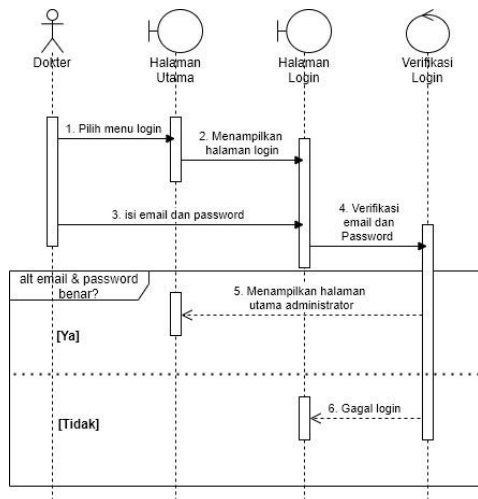 Dokter
Halaman
Utama
Halaman
Login
Verifikasi
Login
1. Pilih menu login
2. Menampilkan
halaman login
3. isi email dan password
4. Verifikasi
email dan
Password
alt email & password
benar?
5. Menampilkan halaman
utama administrator
[Ya]
6. Gagal login
[Tidak]